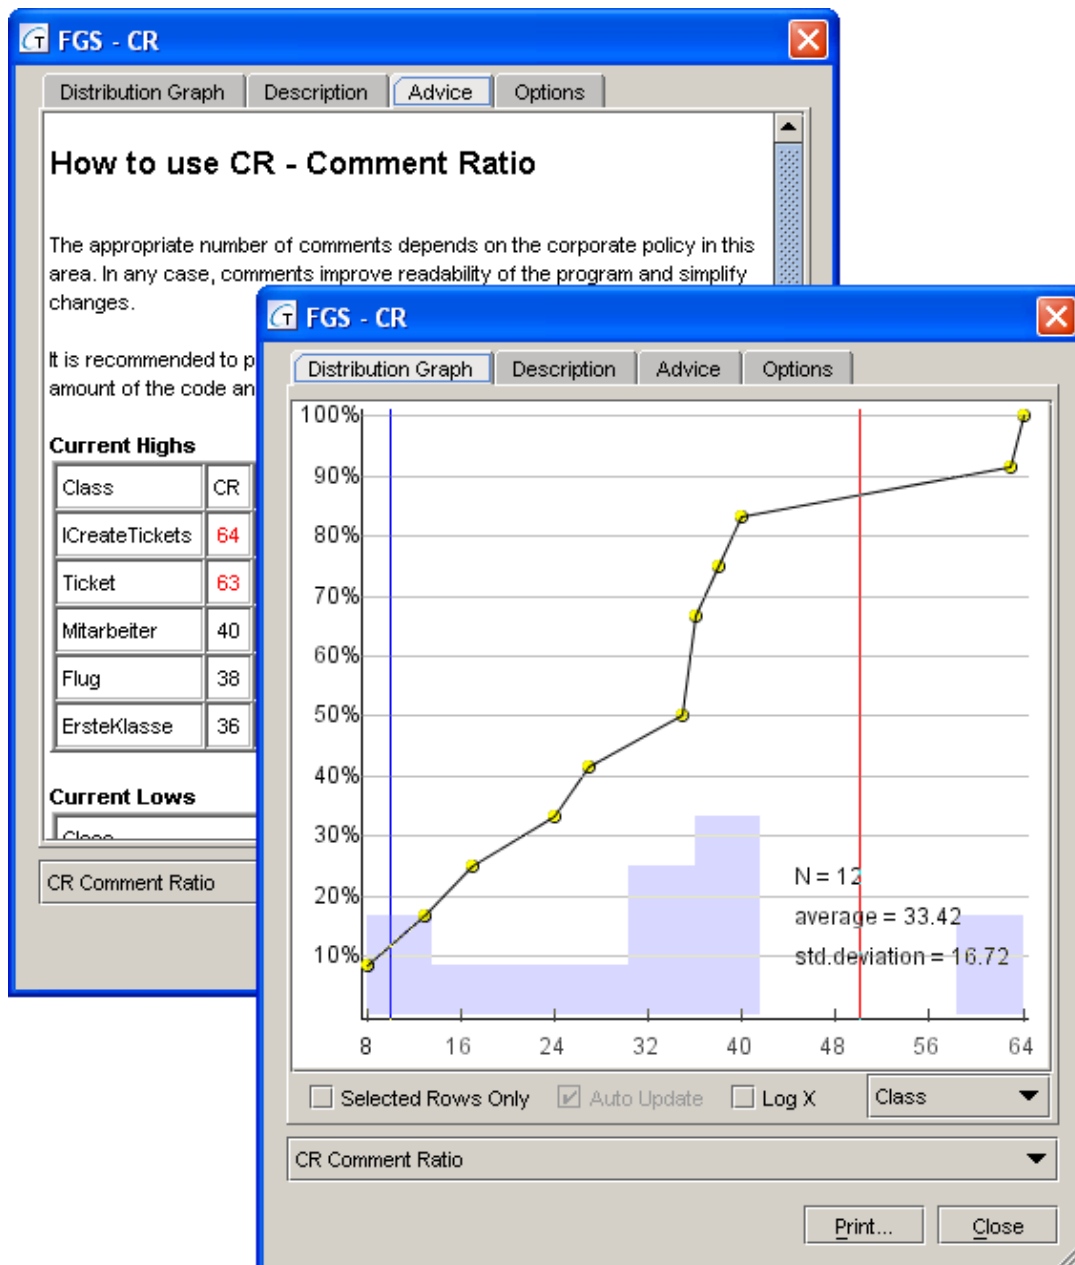 FGS - CR
Distribution Graph Description Advice Options
How to use CR - Comment Ratio
The appropriate number of comments depends on the corporate policy in this
area. In any case, comments improve readability of the program and simplify
changes.
It is recommended to p
amount of the code an
Current Highs
Class CR
ICreateTickets 64
Ticket 63
Mitarbeiter 40
Flug 38
ErsteKlasse 36
Current Lows
Class
CR Comment Ratio
FGS - CR
Distribution Graph Description Advice Options
100%
90%
80%
70%
60%
50%
40%
30%
20%
10%
N = 12
average = 33.42
std.deviation = 16.72
8 16 24 32 40 48 56 64
Selected Rows Only Auto Update Log X Class
CR Comment Ratio
Print... Close